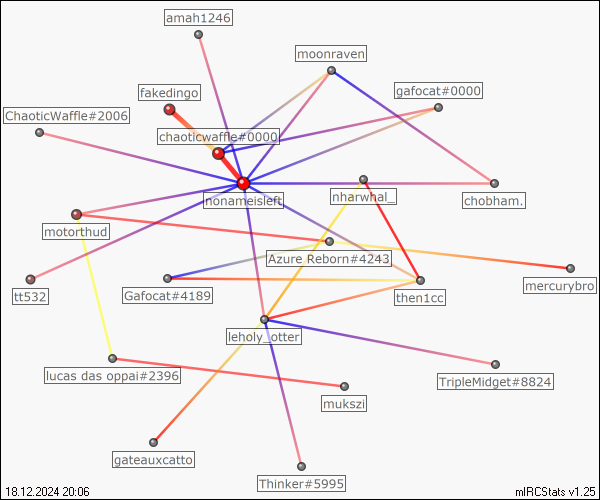 amah1246
moonraven
fakedingo
gafocat#0000
ChaoticWaffle#2006
chaoticwaffle#0000
nonameisleft
nharwhal_
chobham.
motorthud
Azure Reborn#4243
tt532
Gafocat#4189
then1cc
mercurybro
leholy_otter
lucas das oppai#2396
TripleMidget#8824
mukszi
gateauxcatto
Thinker#5995
18.12.2024 20:06
mIRCStats v1.25